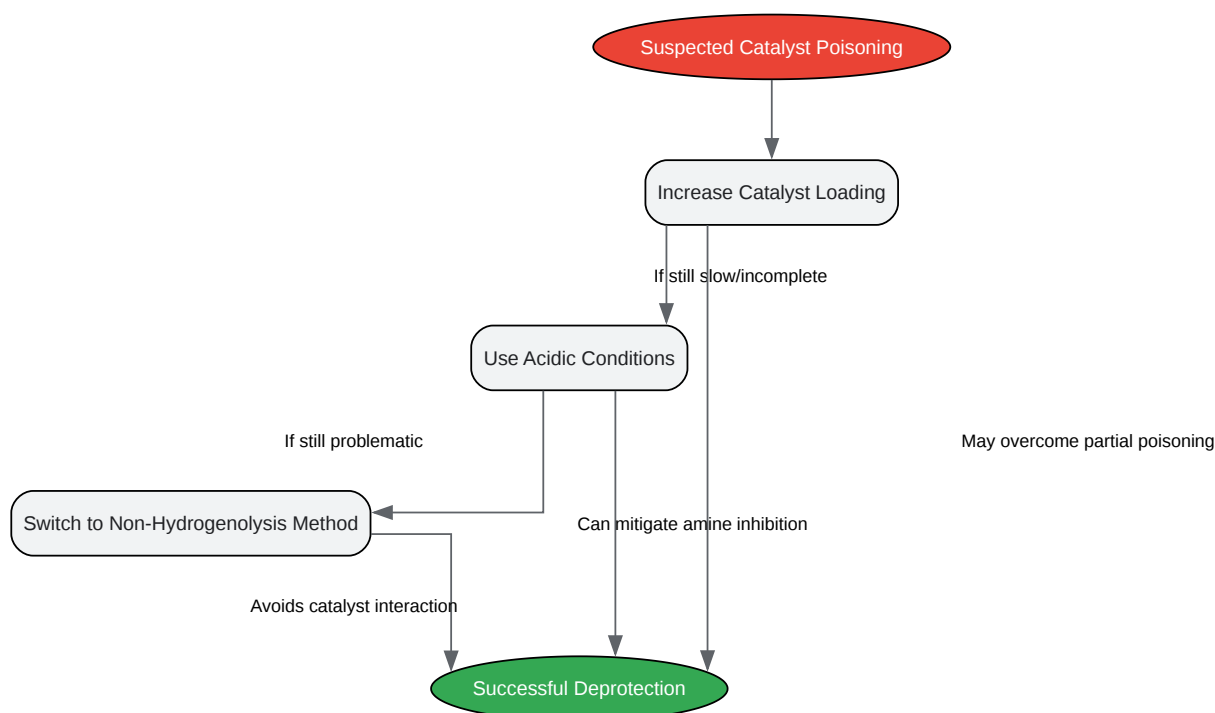 Suspected Catalyst Poisoning
Increase Catalyst Loading
If still slow/incomplete
Use Acidic Conditions
If still problematic
May overcome partial poisoning
Switch to Non-Hydrogenolysis Method
Can mitigate amine inhibition
Avoids catalyst interaction
Successful Deprotection